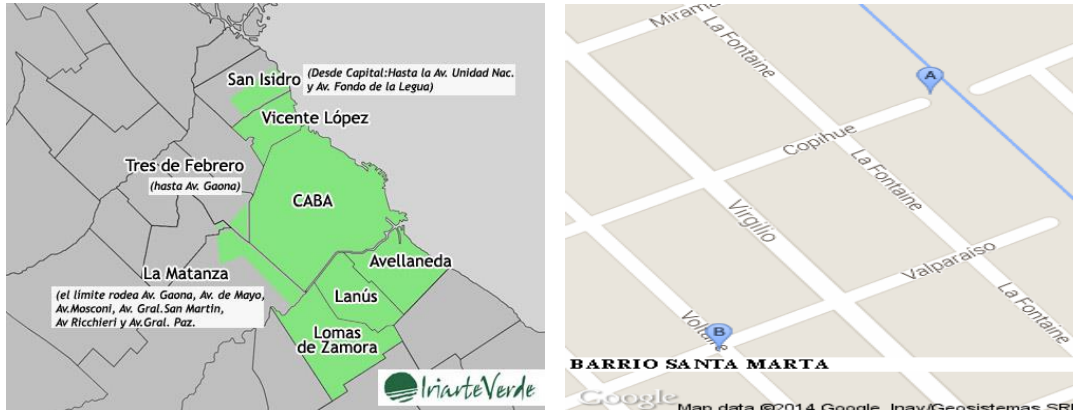 San Isidro
(Desde Capital:Hasta la Av. Unidad Nac.
y Av. Fondo de la Legua)
Vicente López
Tres de Febrero
(hasta Av. Gaona)
CABA
La Matanza
(el límite rodea Av. Gaona, Av. de Mayo,
Av.Mosconi, Av. Gral.San Martin,
Av Ricchieri y Av.Gral. Paz.
Avellaneda
Lanús
Lomas
de Zamora
IriarteVerde
Mirama
La Fontaine
A
Copihue
La Fontaine
Virgilio
Valparaíso
La Fontaine
Voltaire
B
BARRIO SANTA MARTA
Google
Map data ©2014 Google, Inav/Geosistemas SRL